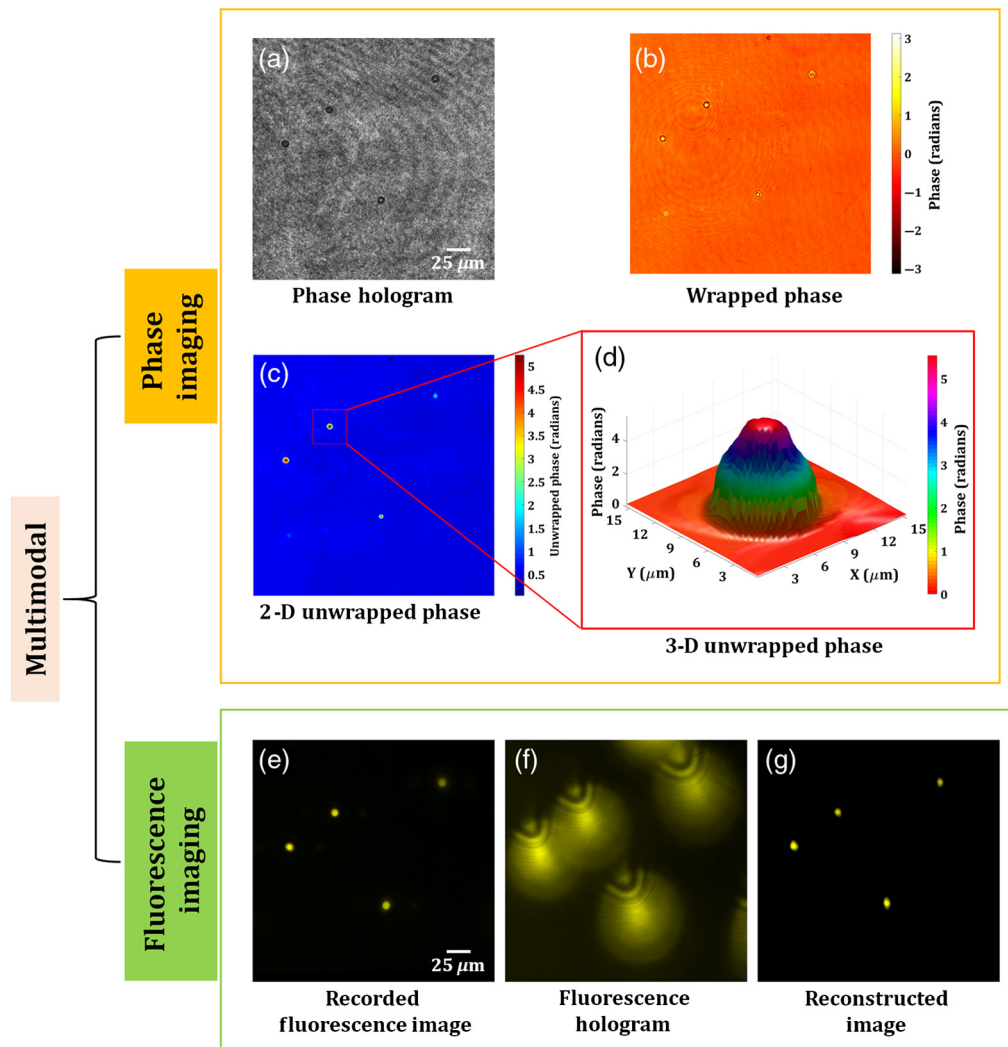 Multimodal
Phase
imaging
(a)
25 μm
Phase hologram
(b)
3
2
1
0
−1
−2
−3
Phase (radians)
Wrapped phase
(c)
5
4.5
4
3.5
3
2.5
2
1.5
1
0.5
Unwrapped phase (radians)
2-D unwrapped phase
(d)
Phase (radians)
4
2
0
15
12
9
6
3
Y (μm)
3
6
9
12
15
X (μm)
5
4
3
2
1
0
Phase (radians)
3-D unwrapped phase
Fluorescence
imaging
(e)
25 μm
Recorded
fluorescence image
(f)
Fluorescence
hologram
(g)
Reconstructed
image